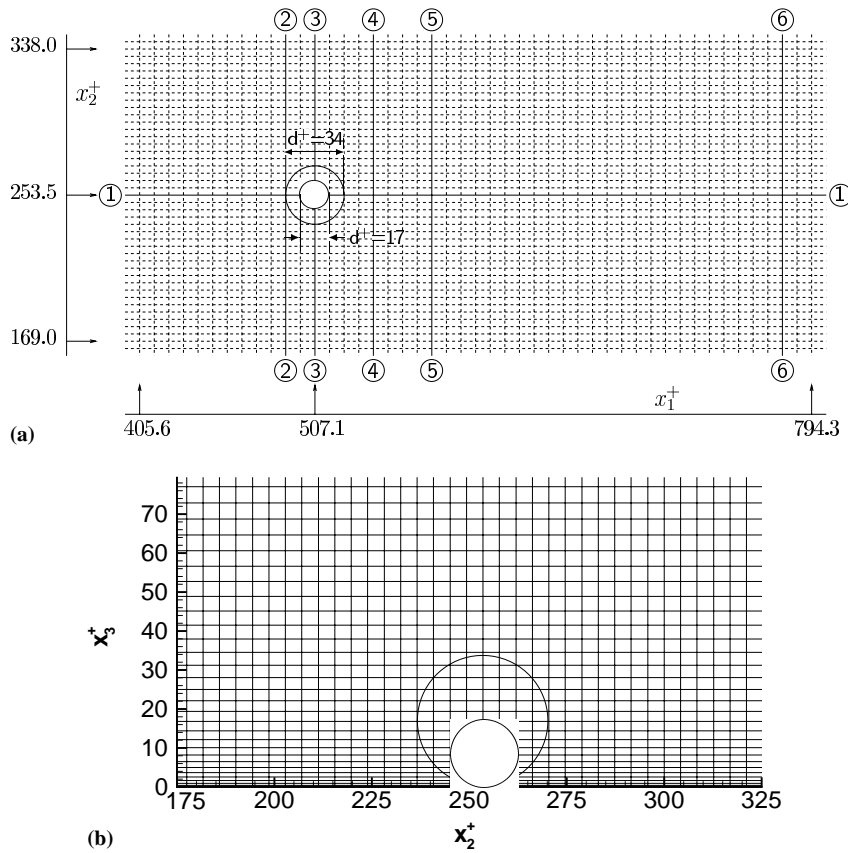 ② ③ ④ ⑤ ⑥
338.0
x₂⁺
d⁺=34
① 253.5 ①
d⁺=17
169.0
② ③ ④ ⑤ ⑥
x₁⁺
(a) 405.6 507.1 794.3
70
60
50
40
x₃⁺
30
20
10
0
175 200 225 250 275 300 325
(b) x₂⁺